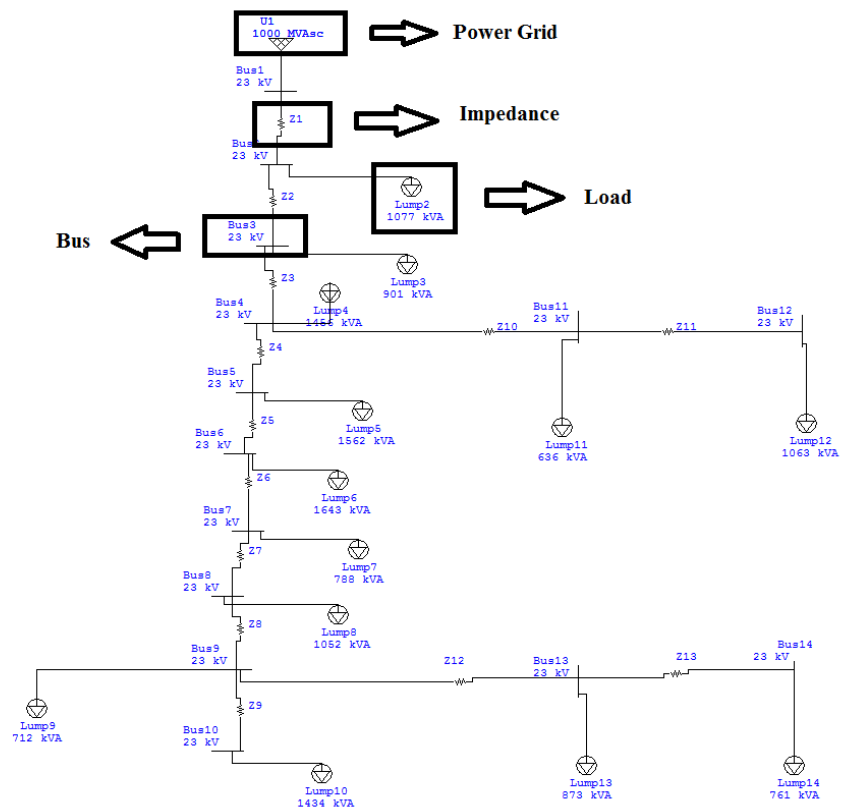 U1
1000 MVAsc
Power Grid
Bus1
23 kV
Z1
Impedance
23 kV
Z2
Lump2
1077 kVA
Load
Bus
Bus3
23 kV
Z3
Lump3
901 kVA
Lump4
1456 kVA
Bus4
23 kV
Z10
Bus11
23 kV
Z11
Bus12
23 kV
Z4
Bus5
23 kV
Z5
Lump5
1562 kVA
Lump11
636 kVA
Lump12
1063 kVA
Bus6
23 kV
Z6
Lump6
1643 kVA
Bus7
23 kV
Z7
Lump7
788 kVA
Bus8
23 kV
Z8
Lump8
1052 kVA
Bus9
23 kV
Z12
Bus13
23 kV
Z13
Bus14
23 kV
Z9
Lump9
712 kVA
Bus10
23 kV
Lump10
1434 kVA
Lump13
873 kVA
Lump14
761 kVA